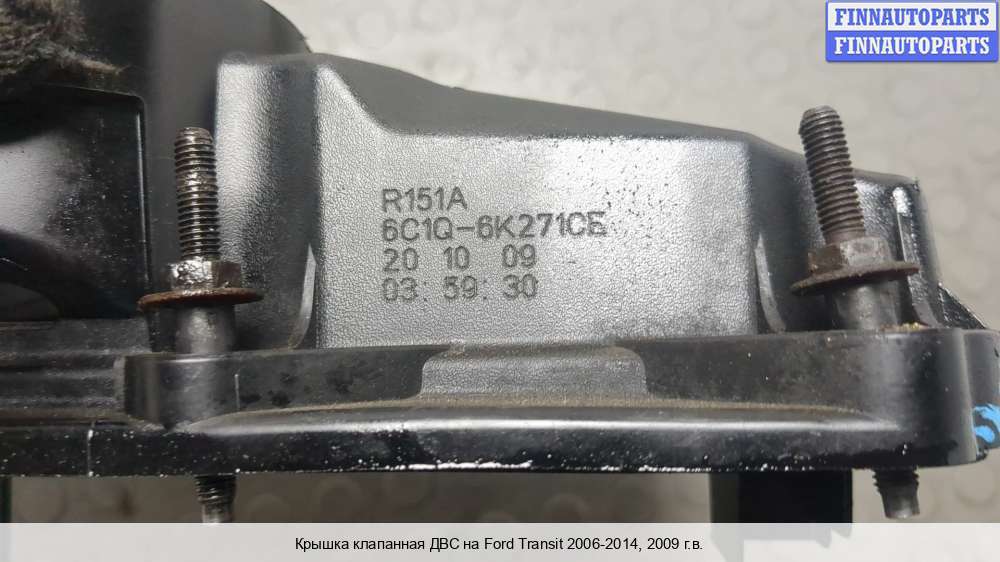 FINNAUTOPARTS
FINNAUTOPARTS
R151A
6C1Q-6K271CE
20 10 09
03:59:30
Крышка клапанная ДВС на Ford Transit 2006-2014, 2009 г.в.